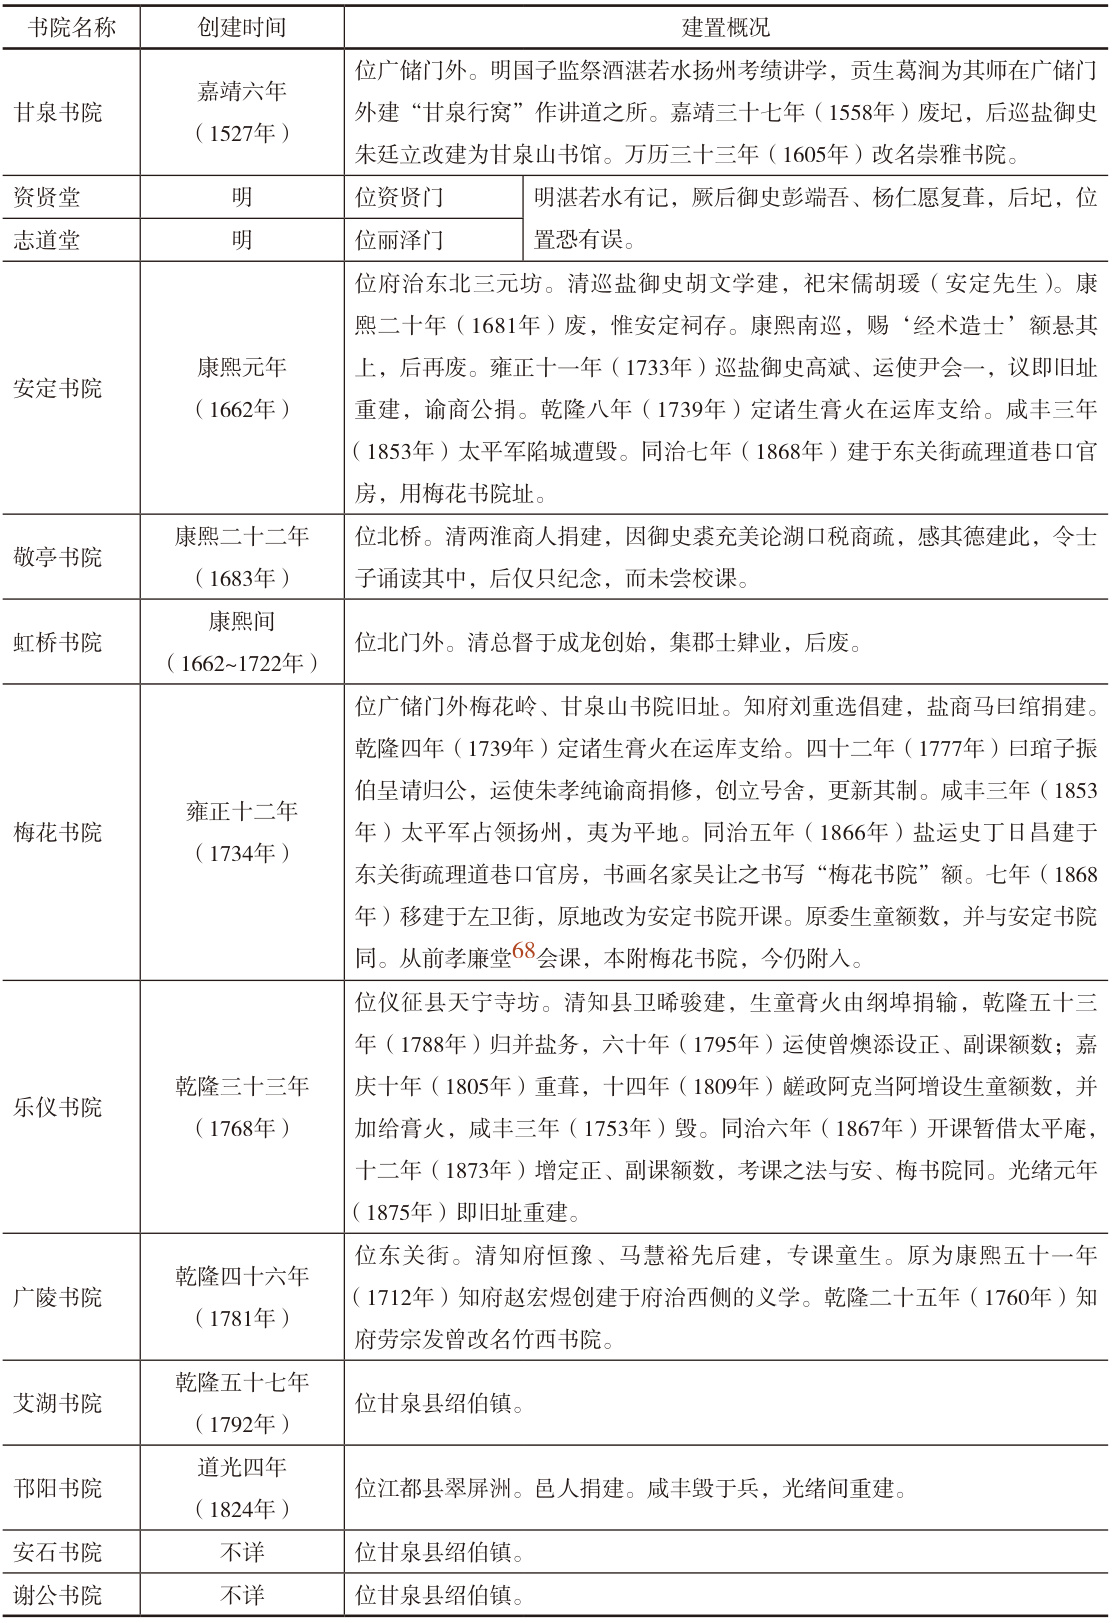 书院名称 创建时间 建置概况
位广储门外。明国子监祭酒湛若水扬州考绩讲学，贡生葛涧为其师在广储门
甘泉书院 嘉靖六年 外建“甘泉行窝”作讲道之所。嘉靖三十七年（1558年）废圮，后巡盐御史
（1527年） 朱廷立改建为甘泉山书馆。万历三十三年（1605年）改名崇雅书院。
资贤堂 明 位资贤门 明湛若水有记，厥后御史彭端吾、杨仁愿复葺，后圮，位
志道堂 明 位丽泽门 置恐有误。
位府治东北三元坊。清巡盐御史胡文学建，祀宋儒胡瑗（安定先生）。康
熙二十年（1681年）废，惟安定祠存。康熙南巡，赐‘经术造士’额悬其
安定书院 康熙元年 上，后再废。雍正十一年（1733年）巡盐御史高斌、运使尹会一，议即旧址
（1662年） 重建，谕商公捐。乾隆八年（1739年）定诸生膏火在运库支给。咸丰三年
（1853年）太平军陷城遭毁。同治七年（1868年）建于东关街疏理道巷口官
房，用梅花书院址。
敬亭书院 康熙二十二年 位北桥。清两淮商人捐建，因御史裘充美论湖口税商疏，感其德建此，令士
（1683年） 子诵读其中，后仅只纪念，而未尝校课。
虹桥书院 康熙间
（1662~1722年） 位北门外。清总督于成龙创始，集郡士肄业，后废。
位广储门外梅花岭、甘泉山书院旧址。知府刘重选倡建，盐商马曰绾捐建。
乾隆四年（1739年）定诸生膏火在运库支给。四十二年（1777年）曰琯子振
伯呈请归公，运使朱孝纯谕商捐修，创立号舍，更新其制。咸丰三年（1853
梅花书院 雍正十二年 年）太平军占领扬州，夷为平地。同治五年（1866年）盐运史丁日昌建于
（1734年） 东关街疏理道巷口官房，书画名家吴让之书写“梅花书院”额。七年（1868
年）移建于左卫街，原地改为安定书院开课。原委生童额数，并与安定书院
同。从前孝廉堂68会课，本附梅花书院，今仍附入。
位仪征县天宁寺坊。清知县卫晞骏建，生童膏火由纲埠捐输，乾隆五十三
年（1788年）归并盐务，六十年（1795年）运使曾燠添设正、副课额数；嘉
乐仪书院 乾隆三十三年 庆十年（1805年）重葺，十四年（1809年）鹾政阿克当阿增设生童额数，并
（1768年） 加给膏火，咸丰三年（1753年）毁。同治六年（1867年）开课暂借太平庵，
十二年（1873年）增定正、副课额数，考课之法与安、梅书院同。光绪元年
（1875年）即旧址重建。
位东关街。清知府恒豫、马慧裕先后建，专课童生。原为康熙五十一年
广陵书院 乾隆四十六年 （1712年）知府赵宏煜创建于府治西侧的义学。乾隆二十五年（1760年）知
（1781年） 府劳宗发曾改名竹西书院。
艾湖书院 乾隆五十七年
（1792年） 位甘泉县绍伯镇。
邗阳书院 道光四年
（1824年） 位江都县翠屏洲。邑人捐建。咸丰毁于兵，光绪间重建。
安石书院 不详 位甘泉县绍伯镇。
谢公书院 不详 位甘泉县绍伯镇。